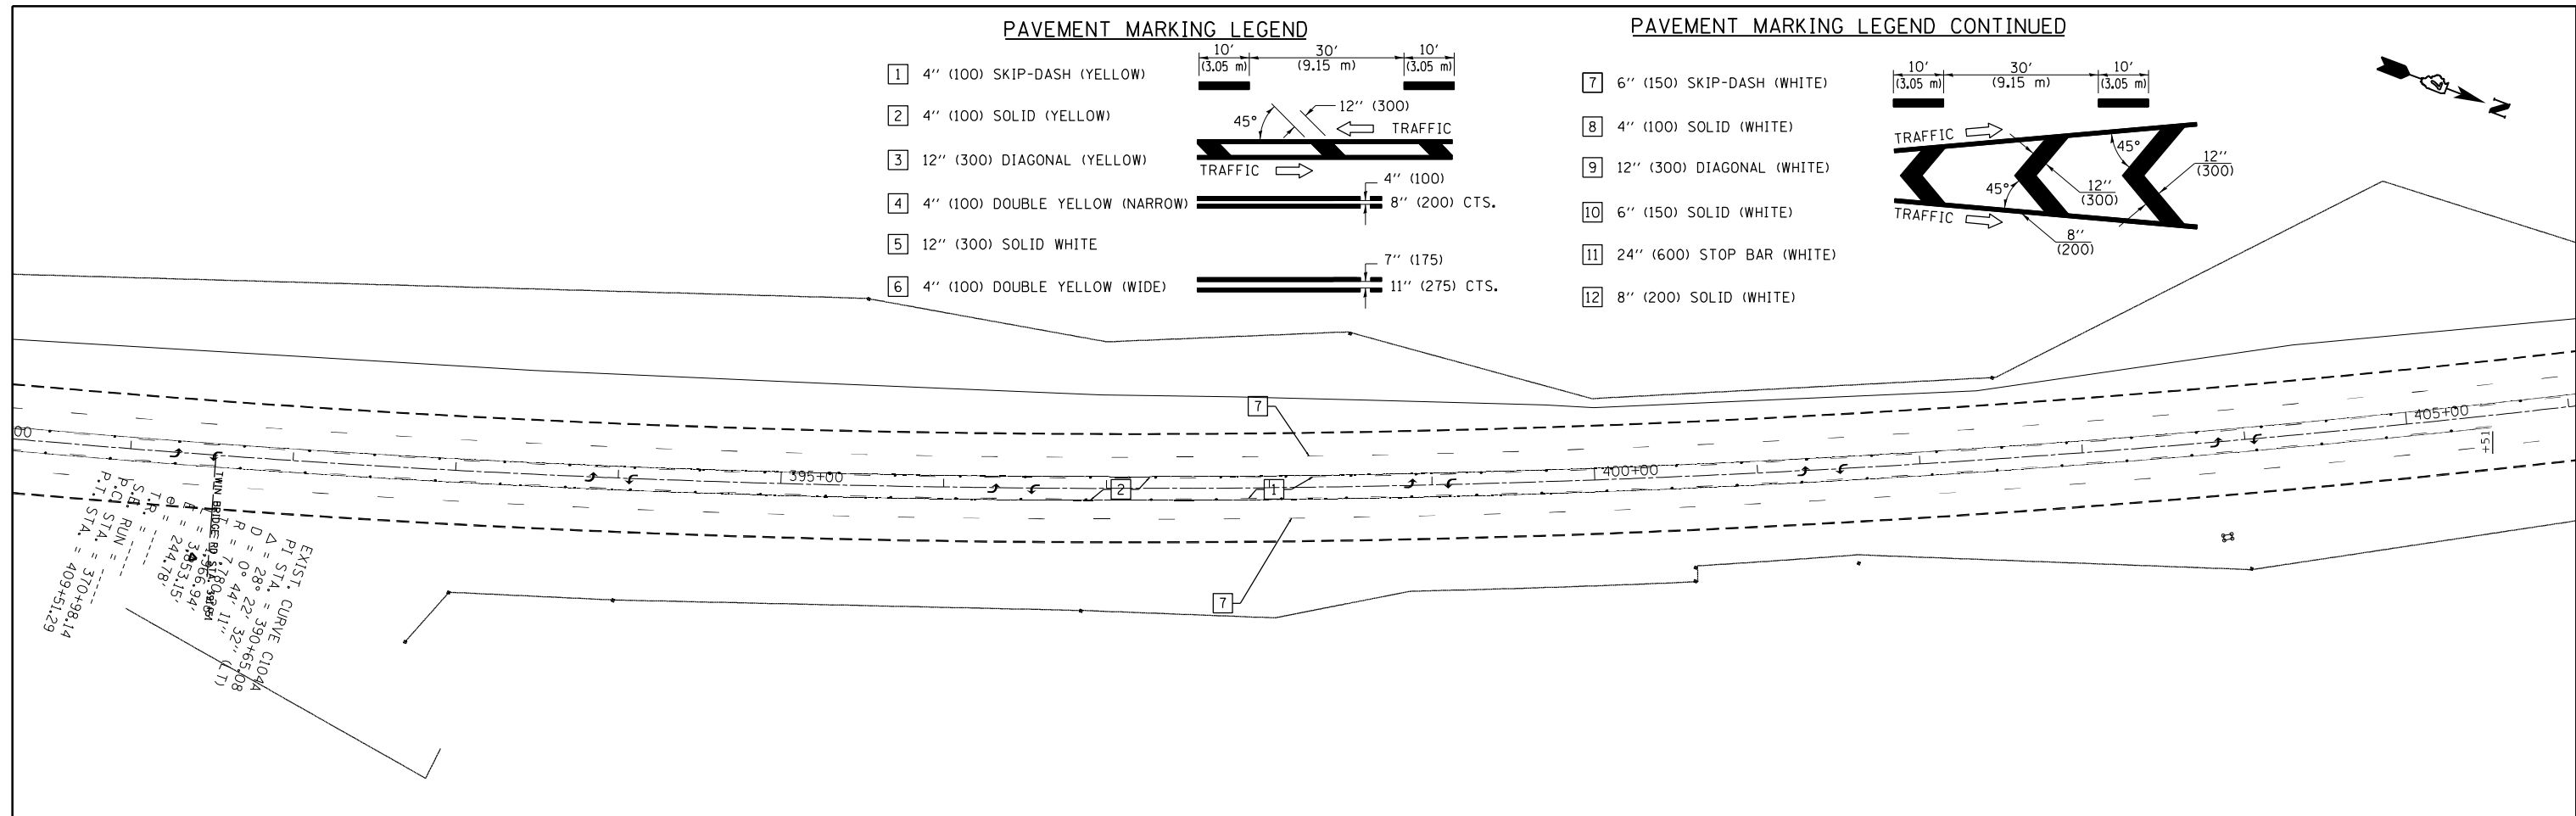 PAVEMENT MARKING LEGEND
1 4" (100) SKIP-DASH (YELLOW)
10' 30' 10'
(3.05 m) (9.15 m) (3.05 m)
2 4" (100) SOLID (YELLOW)
45° 12" (300)
TRAFFIC
3 12" (300) DIAGONAL (YELLOW)
TRAFFIC
4 4" (100) DOUBLE YELLOW (NARROW)
4" (100)
8" (200) CTS.
5 12" (300) SOLID WHITE
6 4" (100) DOUBLE YELLOW (WIDE)
7" (175)
11" (275) CTS.
PAVEMENT MARKING LEGEND CONTINUED
7 6" (150) SKIP-DASH (WHITE)
10' 30' 10'
(3.05 m) (9.15 m) (3.05 m)
8 4" (100) SOLID (WHITE)
TRAFFIC
45°
9 12" (300) DIAGONAL (WHITE)
12"
(300)
45°
12"
(300)
10 6" (150) SOLID (WHITE)
TRAFFIC
8"
(200)
11 24" (600) STOP BAR (WHITE)
12 8" (200) SOLID (WHITE)
N
00
7
395+00
2
1
400+00
405+00
+51
7
TWIN BRIDGE RD STA.
EXIST. CURVE C104A
PI STA. = 390+65.08
△ = 28° 22' 32" (LT)
D = 0° 44' 11"
R =
T =
L = 3,853.15'
E = 244.78'
e = -----
T.R. = -----
S.E. RUN = -----
P.C. STA. = 370+98.14
P.T. STA. = 409+51.29